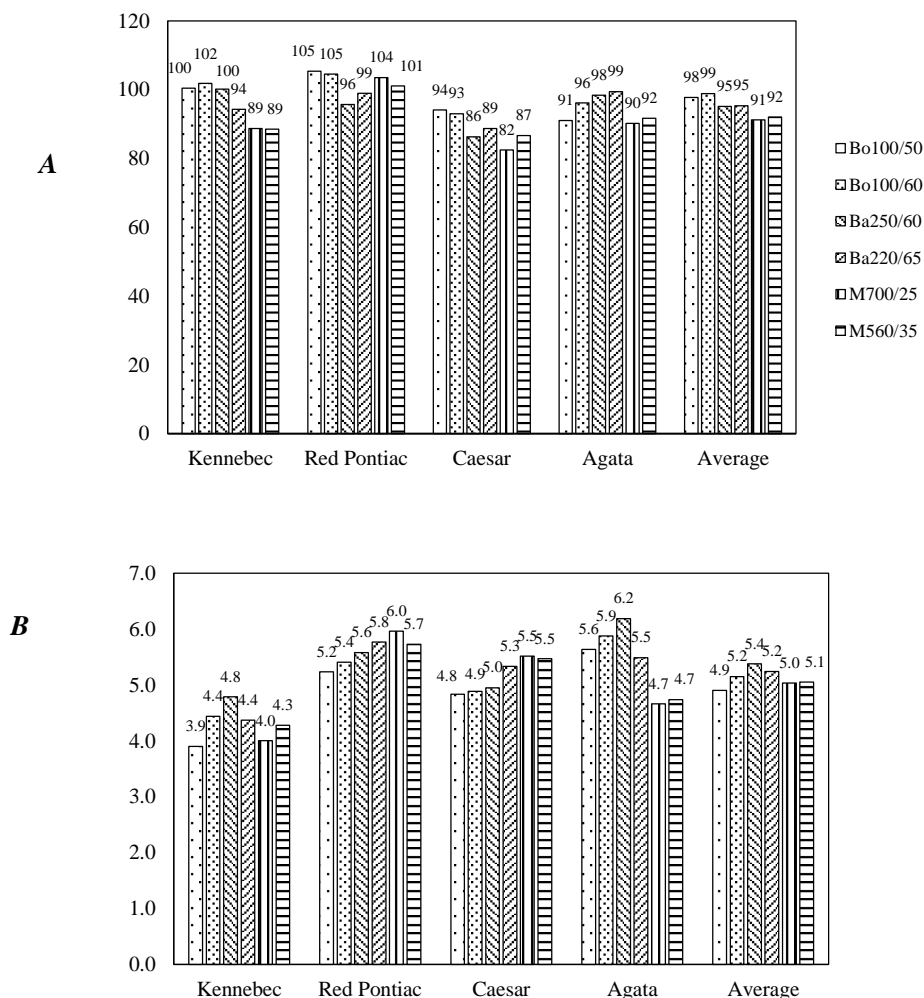 A
120
100
80
60
40
20
0
100 102 100 94 89 89
105 105 96 99 104 101
94 93 86 89 82 87
91 96 98 99 90 92
98 99 95 95 91 92
Kennebec Red Pontiac Caesar Agata Average
Bo100/50
Bo100/60
Ba250/60
Ba220/65
M700/25
M560/35
B
7.0
6.0
5.0
4.0
3.0
2.0
1.0
0.0
3.9 4.4 4.8 4.4 4.0 4.3
5.2 5.4 5.6 5.8 6.0 5.7
4.8 4.9 5.0 5.3 5.5 5.5
5.6 5.9 6.2 5.5 4.7 4.7
4.9 5.2 5.4 5.2 5.0 5.1
Kennebec Red Pontiac Caesar Agata Average